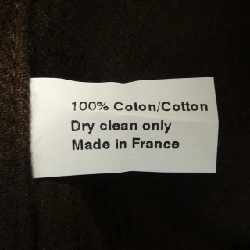 100% Coton/Cotton
Dry clean only
Made in France